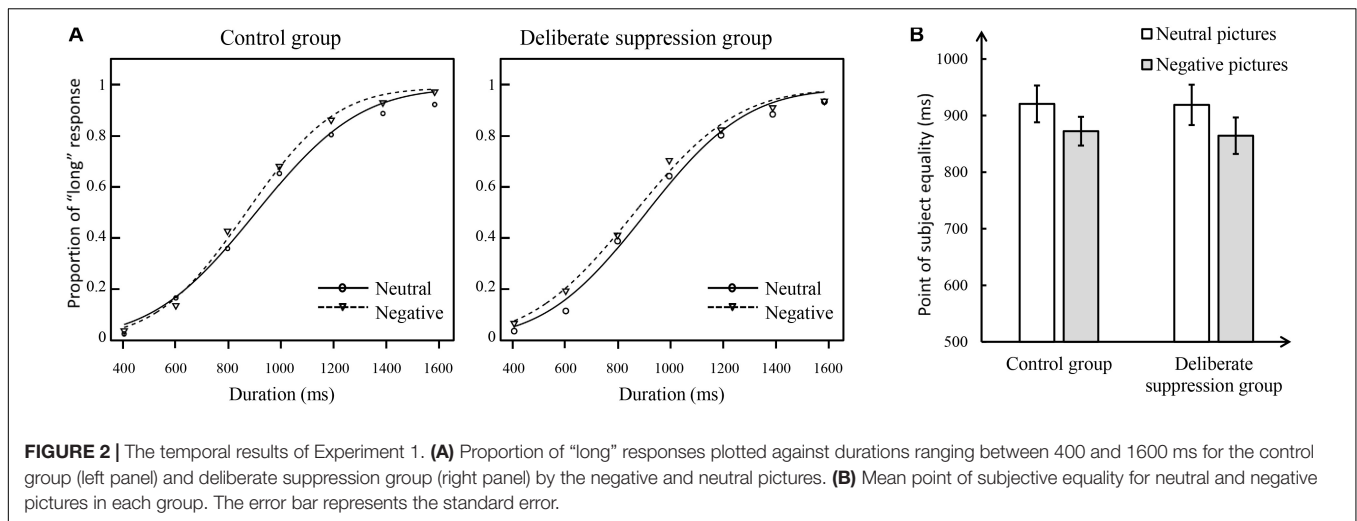 A
Control group
Proportion of "long" response
1
0.8
0.6
0.4
0.2
0
Neutral
Negative
400 600 800 1000 1200 1400 1600
Duration (ms)
Deliberate suppression group
1
0.8
0.6
0.4
0.2
0
Neutral
Negative
400 600 800 1000 1200 1400 1600
Duration (ms)
B
Neutral pictures
Negative pictures
Point of subject equality (ms)
1000
900
800
700
600
500
Control group
Deliberate
suppression group
FIGURE 2 | The temporal results of Experiment 1. (A) Proportion of “long” responses plotted against durations ranging between 400 and 1600 ms for the control
group (left panel) and deliberate suppression group (right panel) by the negative and neutral pictures. (B) Mean point of subjective equality for neutral and negative
pictures in each group. The error bar represents the standard error.